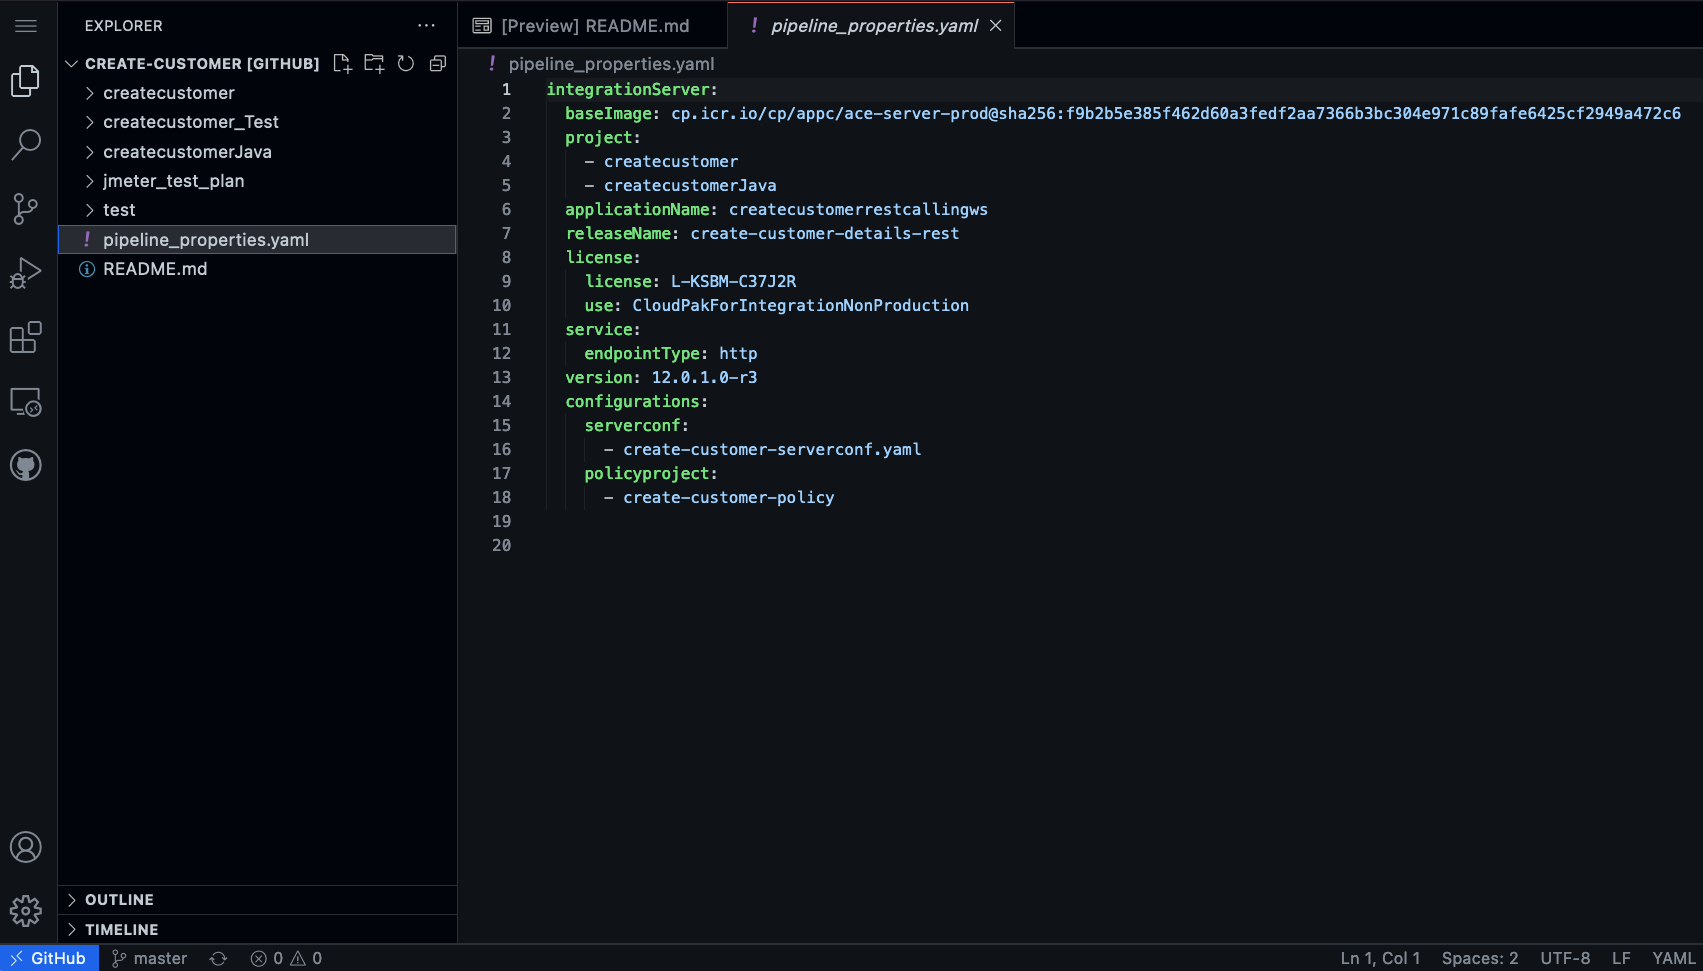 EXPLORER
CREATE-CUSTOMER [GITHUB]
createcustomer
createcustomer_Test
createcustomerJava
jmeter_test_plan
test
! pipeline_properties.yaml
README.md
OUTLINE
TIMELINE
[Preview] README.md
! pipeline_properties.yaml
! pipeline_properties.yaml
1 integrationServer:
2 baseImage: cp.icr.io/cp/appc/ace-server-prod@sha256:f9b2b5e385f462d60a3fedf2aa7366b3bc304e971c89fafe6425cf2949a472c6
3 project:
4 - createcustomer
5 - createcustomerJava
6 applicationName: createcustomerrestcallingws
7 releaseName: create-customer-details-rest
8 license:
9 license: L-KSBM-C37J2R
10 use: CloudPakForIntegrationNonProduction
11 service:
12 endpointType: http
13 version: 12.0.1.0-r3
14 configurations:
15 serverconf:
16 - create-customer-serverconf.yaml
17 policyproject:
18 - create-customer-policy
19
20
GitHub master 0 0 Ln 1, Col 1 Spaces: 2 UTF-8 LF YAML